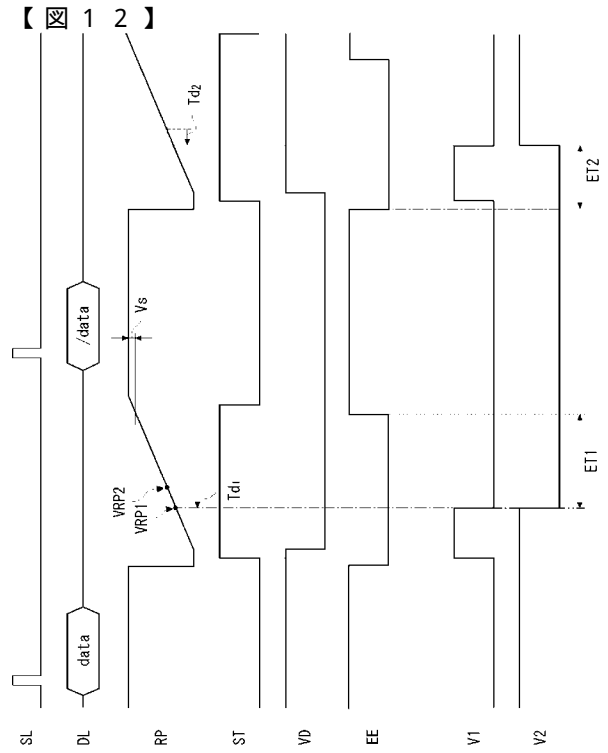 【図１２】
SL
DL
data
/data
RP
VRP1
VRP2
Vs
Td1
Td2
ST
VD
EE
V1
V2
ET1
ET2